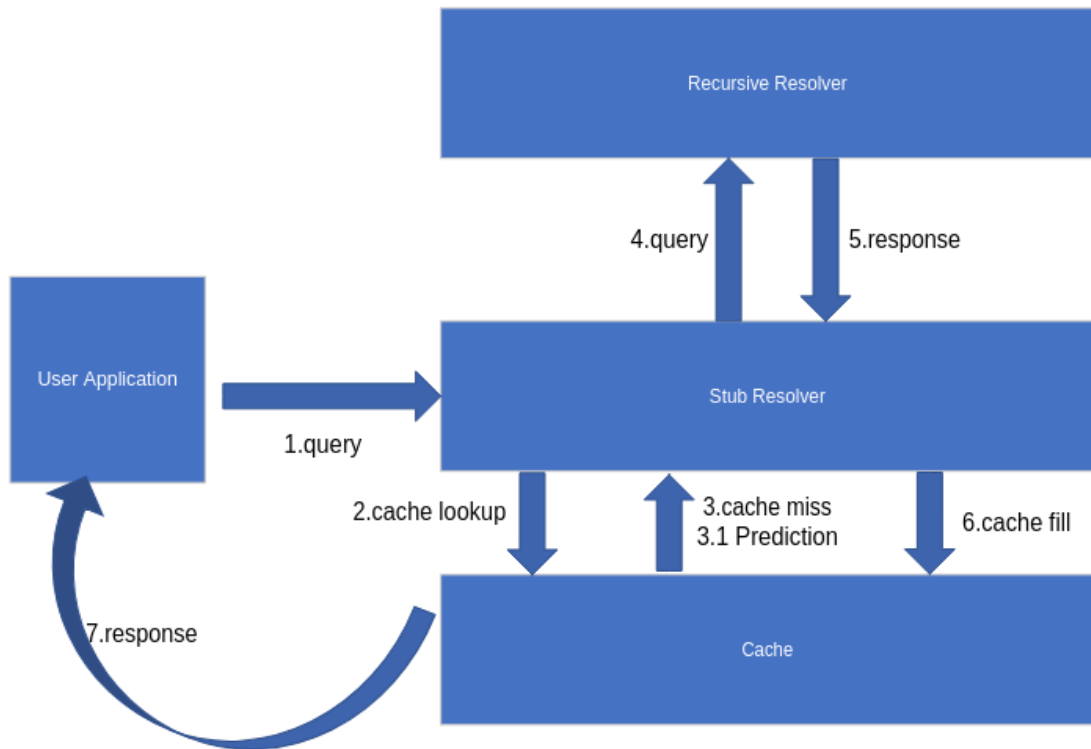 Recursive Resolver
4.query
5.response
User Application
Stub Resolver
1.query
2.cache lookup
3.cache miss
3.1 Prediction
6.cache fill
7.response
Cache